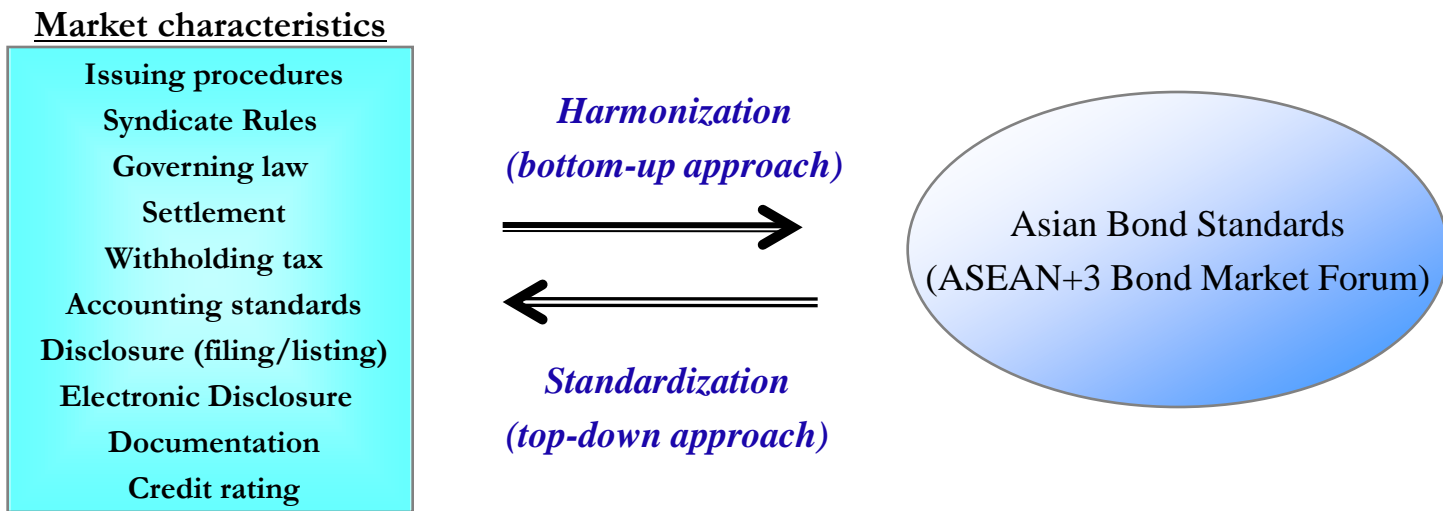 Market characteristics
Issuing procedures
Syndicate Rules
Governing law
Settlement
Withholding tax
Accounting standards
Disclosure (filing/listing)
Electronic Disclosure
Documentation
Credit rating
Harmonization
(bottom-up approach)
Standardization
(top-down approach)
Asian Bond Standards
(ASEAN+3 Bond Market Forum)